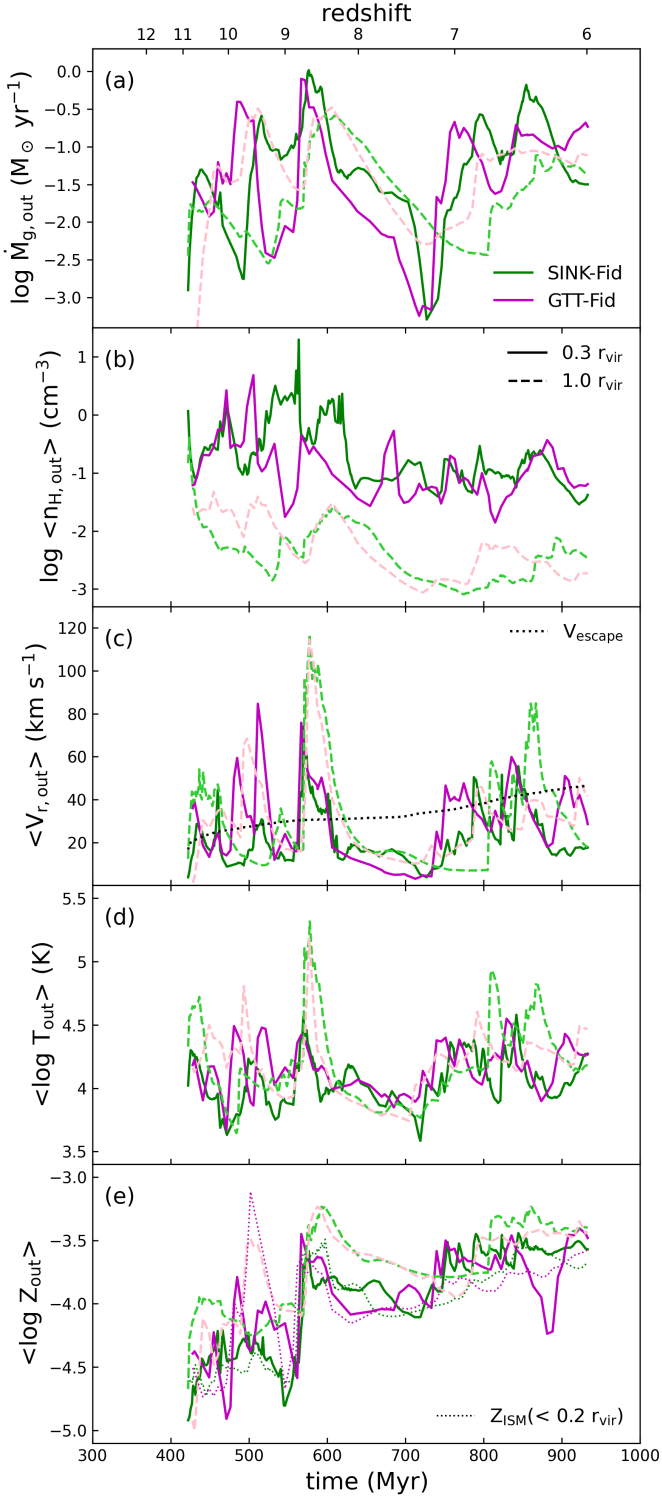 redshift
12 11 10 9 8 7 6
(a)
0.0
−0.5
−1.0
−1.5
−2.0
−2.5
−3.0
log Ṁg, out (M⊙ yr−1)
SINK-Fid
GTT-Fid
(b)
1
0
-1
-2
-3
log <nH, out> (cm−3)
0.3 rvir
1.0 rvir
(c)
120
100
80
60
40
20
<Vr, out> (km s−1)
Vescape
(d)
5.5
5
4.5
4
3.5
<log Tout> (K)
(e)
−3.0
−3.5
−4.0
−4.5
−5.0
<log Zout>
ZISM(< 0.2 rvir)
300 400 500 600 700 800 900 1000
time (Myr)